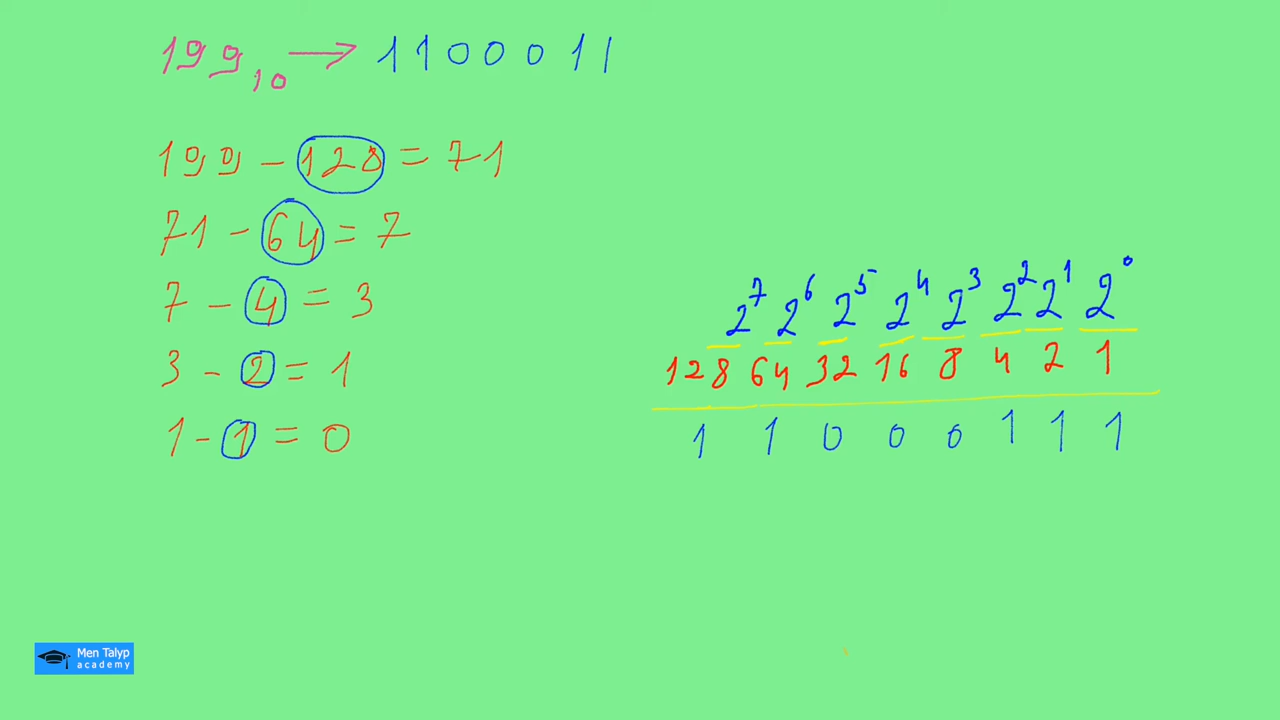 199₁₀ → 1100011
199 - 128 = 71
71 - 64 = 7
7 - 4 = 3
3 - 2 = 1
1 - 1 = 0
2⁷ 2⁶ 2⁵ 2⁴ 2³ 2² 2¹ 2⁰
128 64 32 16 8 4 2 1
1 1 0 0 0 1 1 1
Men Talyp
academy